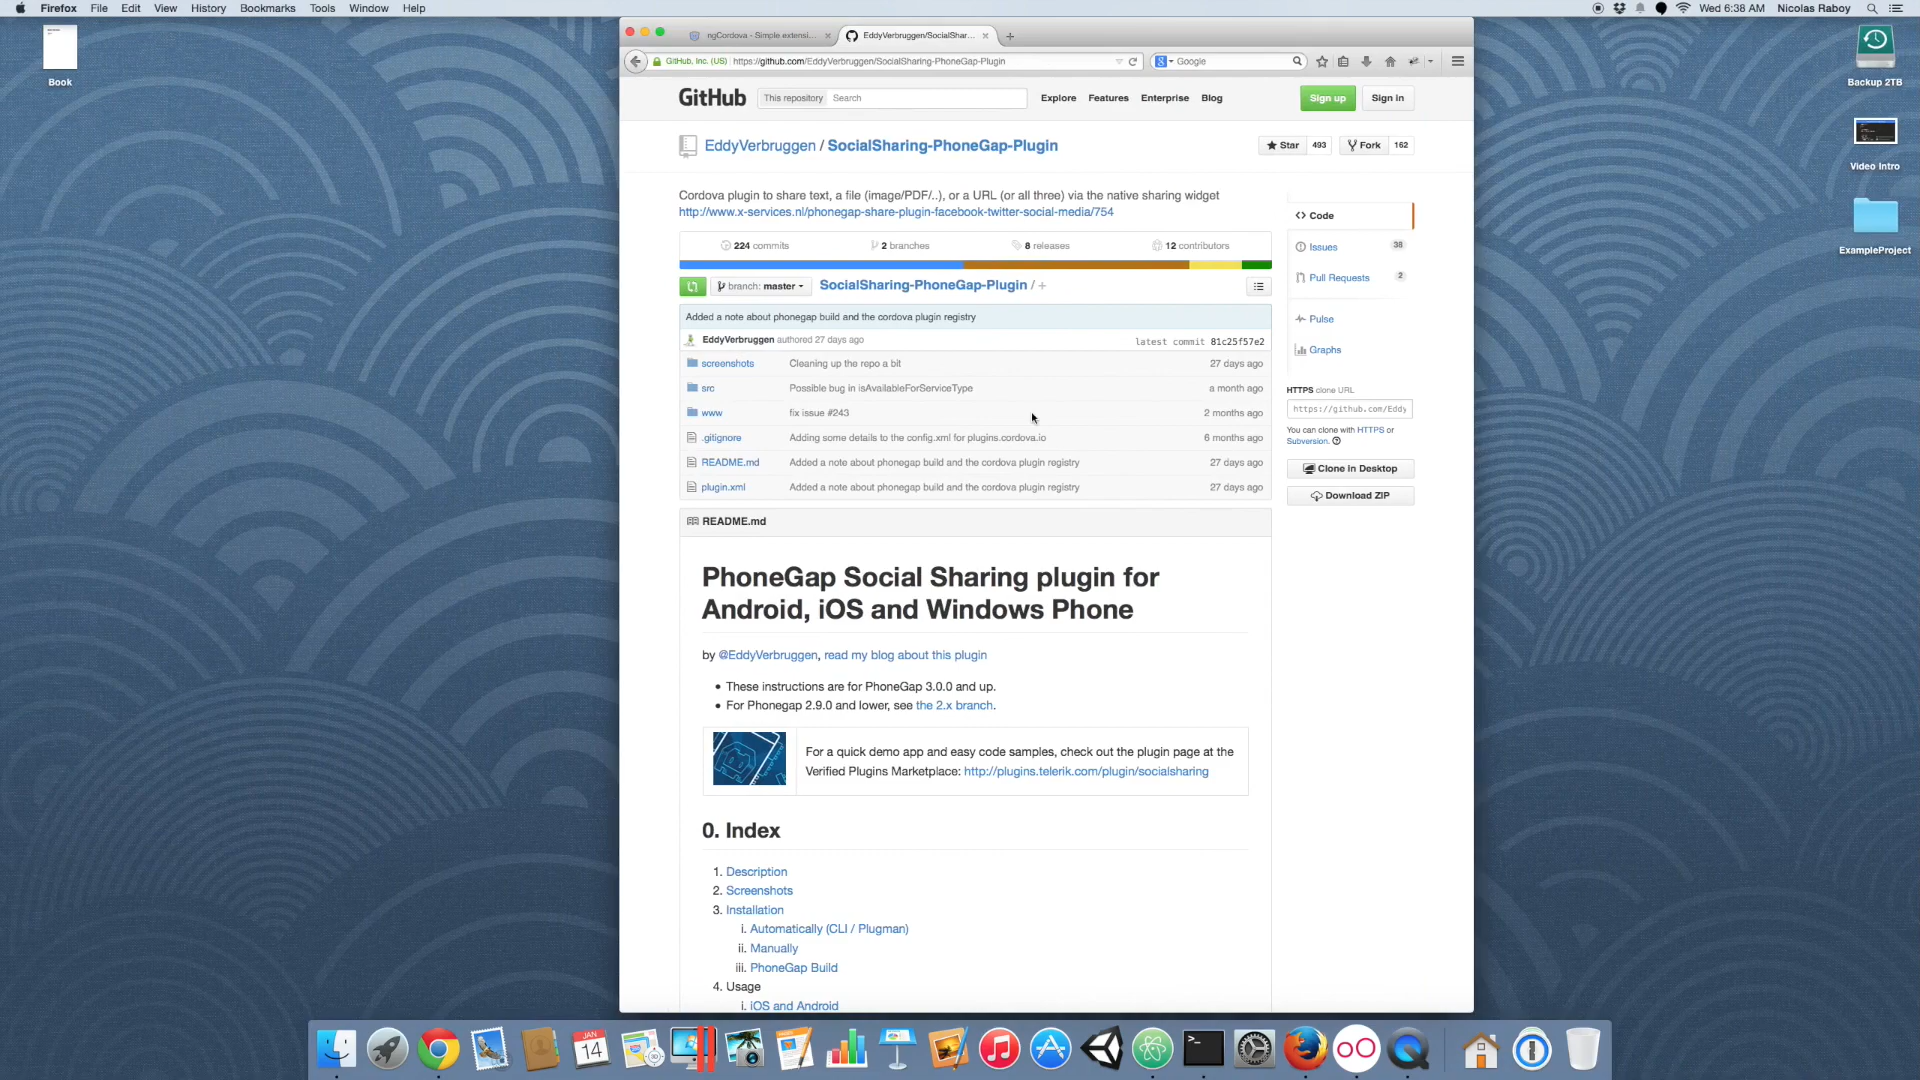 Firefox File Edit View History Bookmarks Tools Window Help
Wed 6:38 AM Nicolas Raboy
Book
Backup 2TB
Video Intro
ExampleProject
ngCordova - Simple extensi...
EddyVerbruggen/SocialShar...
GitHub, Inc. (US) https://github.com/EddyVerbruggen/SocialSharing-PhoneGap-Plugin
Google
GitHub This repository Search Explore Features Enterprise Blog Sign up Sign in
EddyVerbruggen / SocialSharing-PhoneGap-Plugin
Star 493 Fork 162
Cordova plugin to share text, a file (image/PDF/..), or a URL (or all three) via the native sharing widget
http://www.x-services.nl/phonegap-share-plugin-facebook-twitter-social-media/754
224 commits 2 branches 8 releases 12 contributors
branch: master SocialSharing-PhoneGap-Plugin / +
Added a note about phonegap build and the cordova plugin registry
EddyVerbruggen authored 27 days ago latest commit 81c25f57e2
screenshots Cleaning up the repo a bit 27 days ago
src Possible bug in isAvailableForServiceType a month ago
www fix issue #243 2 months ago
.gitignore Adding some details to the config.xml for plugins.cordova.io 6 months ago
README.md Added a note about phonegap build and the cordova plugin registry 27 days ago
plugin.xml Added a note about phonegap build and the cordova plugin registry 27 days ago
Code
Issues 38
Pull Requests 2
Pulse
Graphs
HTTPS clone URL
https://github.com/Eddy
You can clone with HTTPS or
Subversion.
Clone in Desktop
Download ZIP
README.md
PhoneGap Social Sharing plugin for
Android, iOS and Windows Phone
by @EddyVerbruggen, read my blog about this plugin
• These instructions are for PhoneGap 3.0.0 and up.
• For Phonegap 2.9.0 and lower, see the 2.x branch.
For a quick demo app and easy code samples, check out the plugin page at the
Verified Plugins Marketplace: http://plugins.telerik.com/plugin/socialsharing
0. Index
1. Description
2. Screenshots
3. Installation
i. Automatically (CLI / Plugman)
ii. Manually
iii. PhoneGap Build
4. Usage
i. iOS and Android
JAN
14